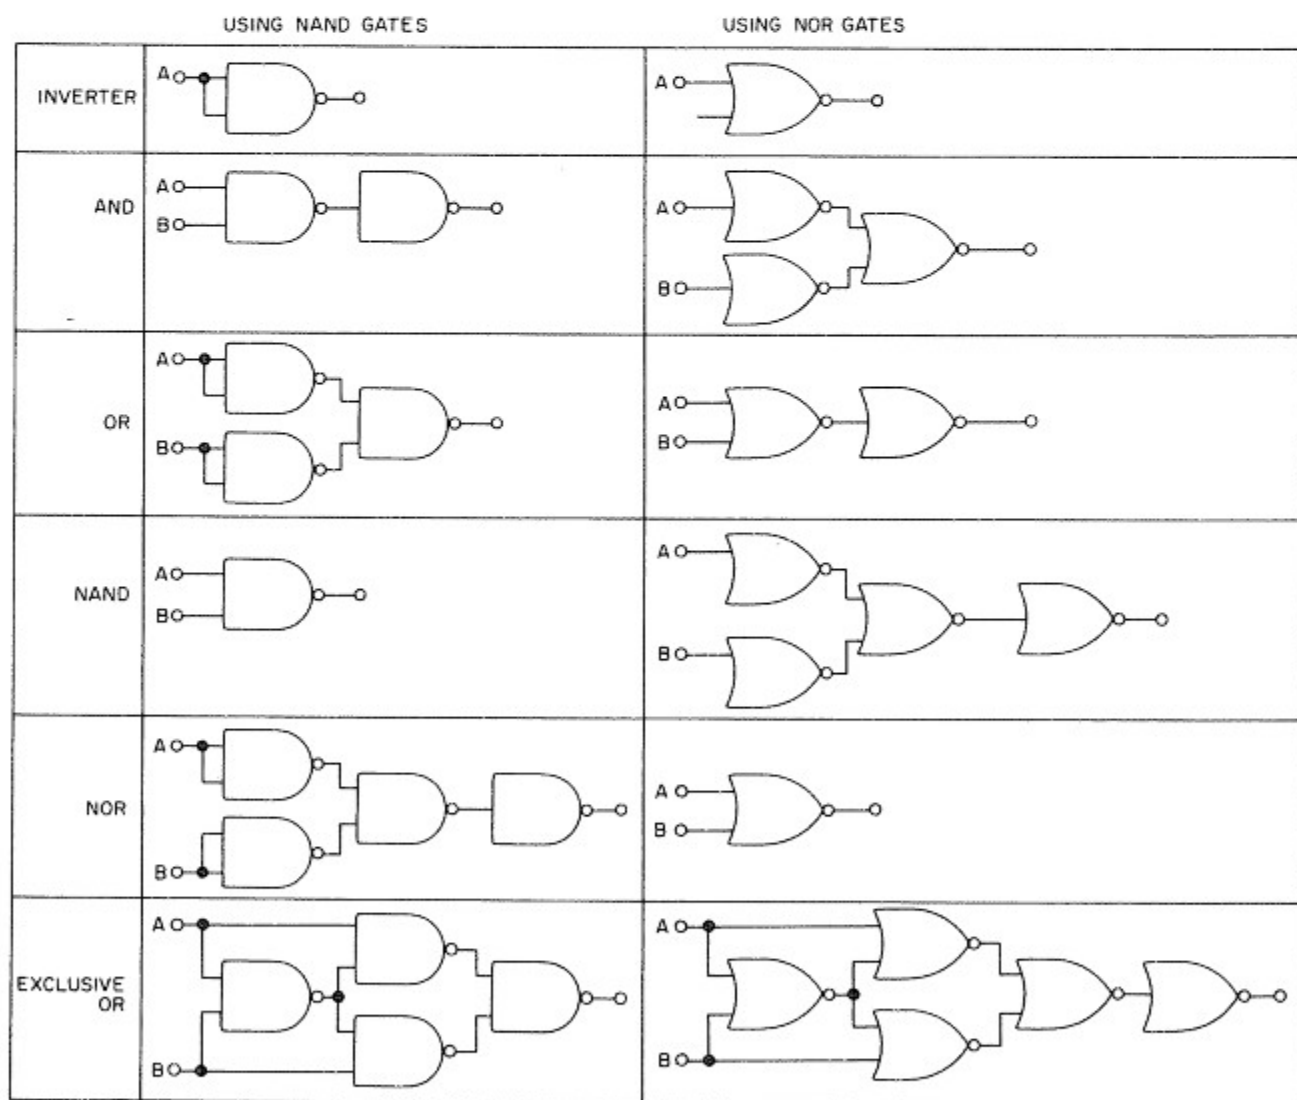 USING NAND GATES
USING NOR GATES
INVERTER
A
A
AND
A
B
A
B
OR
A
B
A
B
NAND
A
B
A
B
NOR
A
B
A
B
EXCLUSIVE
OR
A
B
A
B